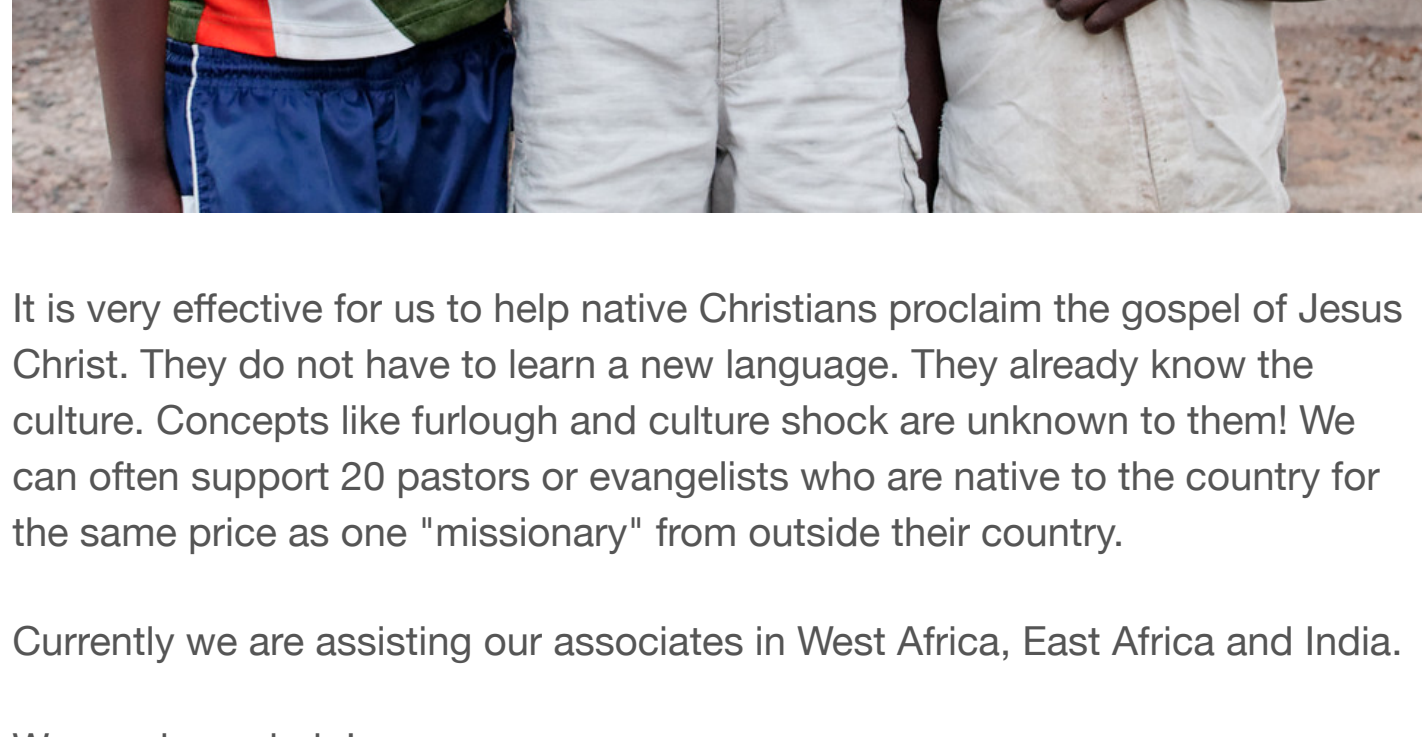 It is very effective for us to help native Christians proclaim the gospel of Jesus
Christ. They do not have to learn a new language. They already know the
culture. Concepts like furlough and culture shock are unknown to them! We
can often support 20 pastors or evangelists who are native to the country for
the same price as one "missionary" from outside their country.
Currently we are assisting our associates in West Africa, East Africa and India.